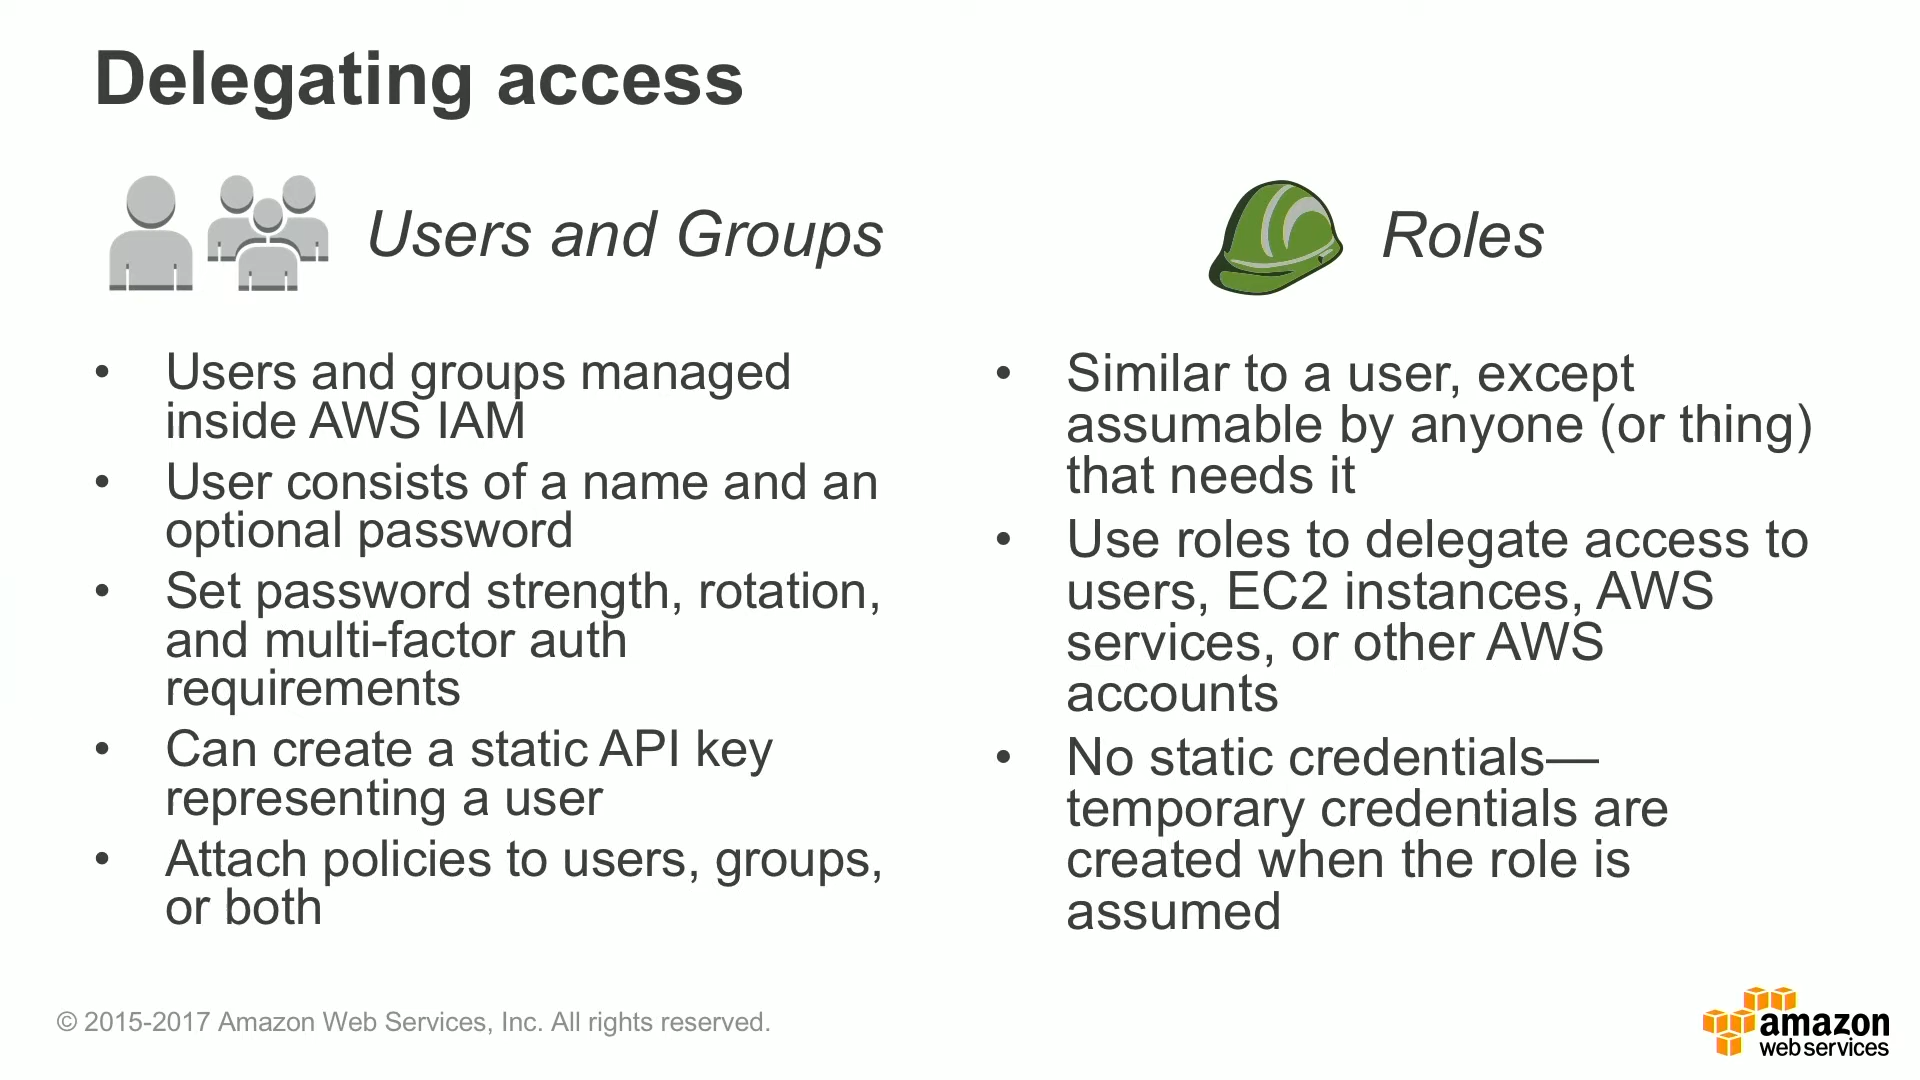 Delegating access
Users and Groups
• Users and groups managed
inside AWS IAM
• User consists of a name and an
optional password
• Set password strength, rotation,
and multi-factor auth
requirements
• Can create a static API key
representing a user
• Attach policies to users, groups,
or both
Roles
• Similar to a user, except
assumable by anyone (or thing)
that needs it
• Use roles to delegate access to
users, EC2 instances, AWS
services, or other AWS
accounts
• No static credentials—
temporary credentials are
created when the role is
assumed
© 2015-2017 Amazon Web Services, Inc. All rights reserved.
amazon
web services